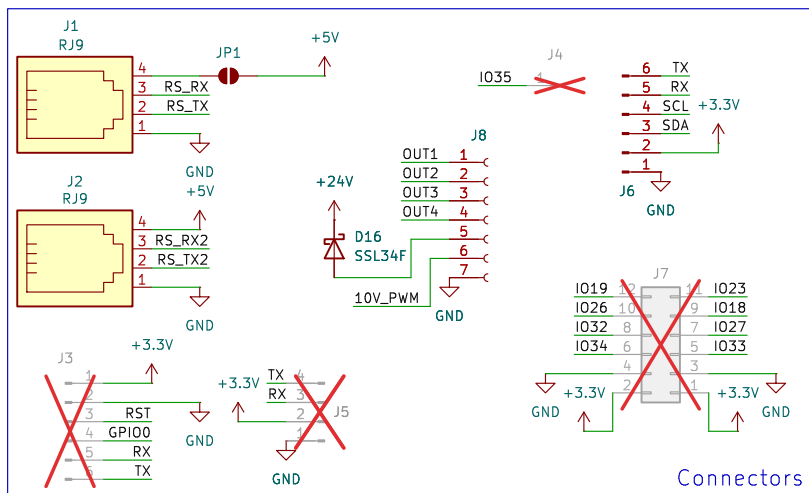 J1
RJ9
4
3 RS_RX
2 RS_TX
1
JP1
+5V
GND
J2
RJ9
+5V
4
3 RS_RX2
2 RS_TX2
1
GND
J3
1 +3.3V
2
3 RST
4 GPIO0
5 RX
6 TX
GND
+24V
D16
SSL34F
J8
OUT1 1
OUT2 2
OUT3 3
OUT4 4
5
6
7
10V_PWM
GND
J4
IO35 1
+3.3V
TX 4
RX 3
2
1
J5
GND
6 TX
5 RX
4 SCL
3 SDA
2
1
+3.3V
J6
GND
J7
IO19 12 11 IO23
IO26 10 9 IO18
IO32 8 7 IO27
IO34 6 5 IO33
4 3
2 1
GND
+3.3V
+3.3V
GND
Connectors